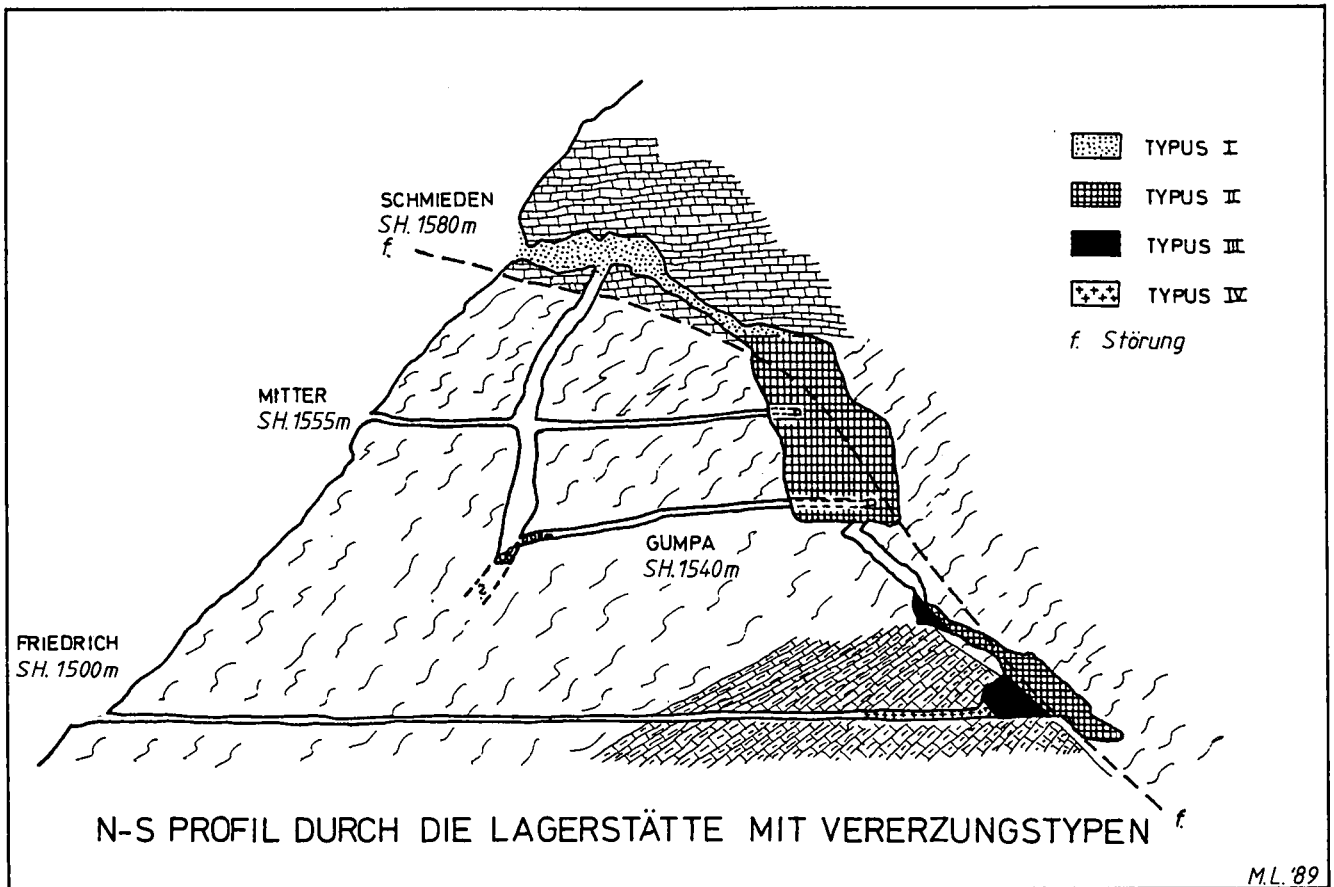 SCHMIEDEN
SH. 1580m
f.
MITTER
SH. 1555m
GUMPA
SH. 1540m
FRIEDRICH
SH. 1500m
?
TYPUS I
TYPUS II
TYPUS III
TYPUS IV
f. Störung
f.
N-S PROFIL DURCH DIE LAGERSTÄTTE MIT VERERZUNGSTYPEN
M.L. '89